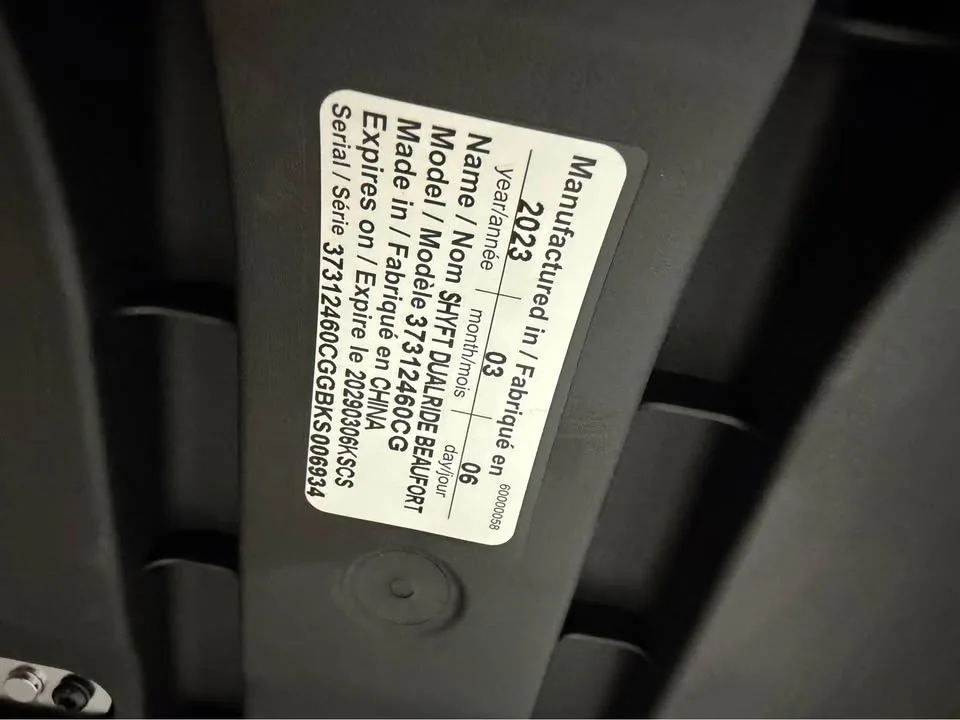 Manufactured in / Fabriqué en 60000058
2023 03 06
year/année month/mois day/jour
Name / Nom SHYFT DUALRIDE BEAUFORT
Model / Modèle 37312460CG
Made in / Fabriqué en CHINA
Expires on / Expire le 20290306KSCS
Serial / Série 37312460CGGBKS006934